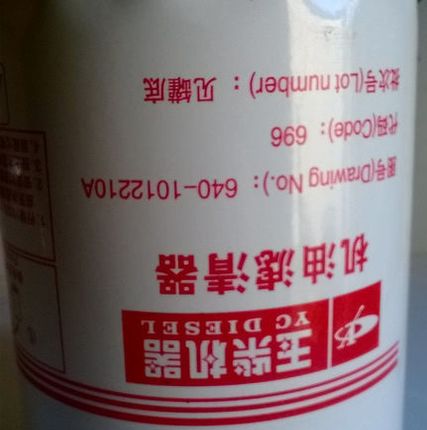 玉柴机器
YC DIESEL
机油滤清器
图号(Drawing No.): 640-1012210A
代码(Code): 696
批次号(Lot number): 见罐底